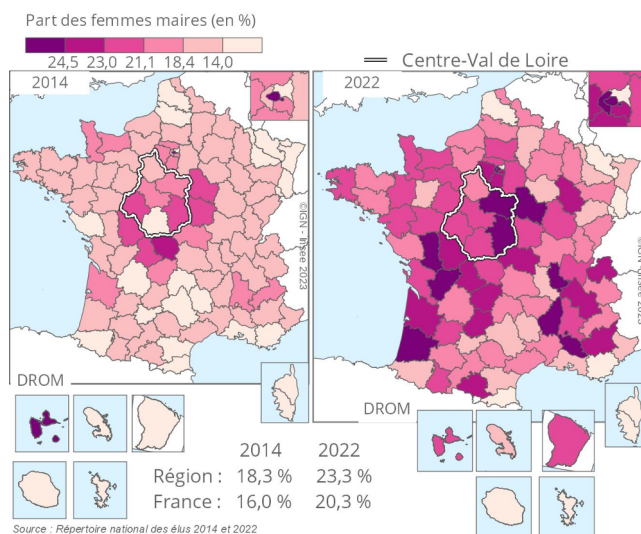 Part des femmes maires (en %)
24,5 23,0 21,1 18,4 14,0
Centre-Val de Loire
2014
2022
©IGN - Insee 2023
DROM
DROM
2014 2022
Région : 18,3 % 23,3 %
France : 16,0 % 20,3 %
Source : Répertoire national des élus 2014 et 2022